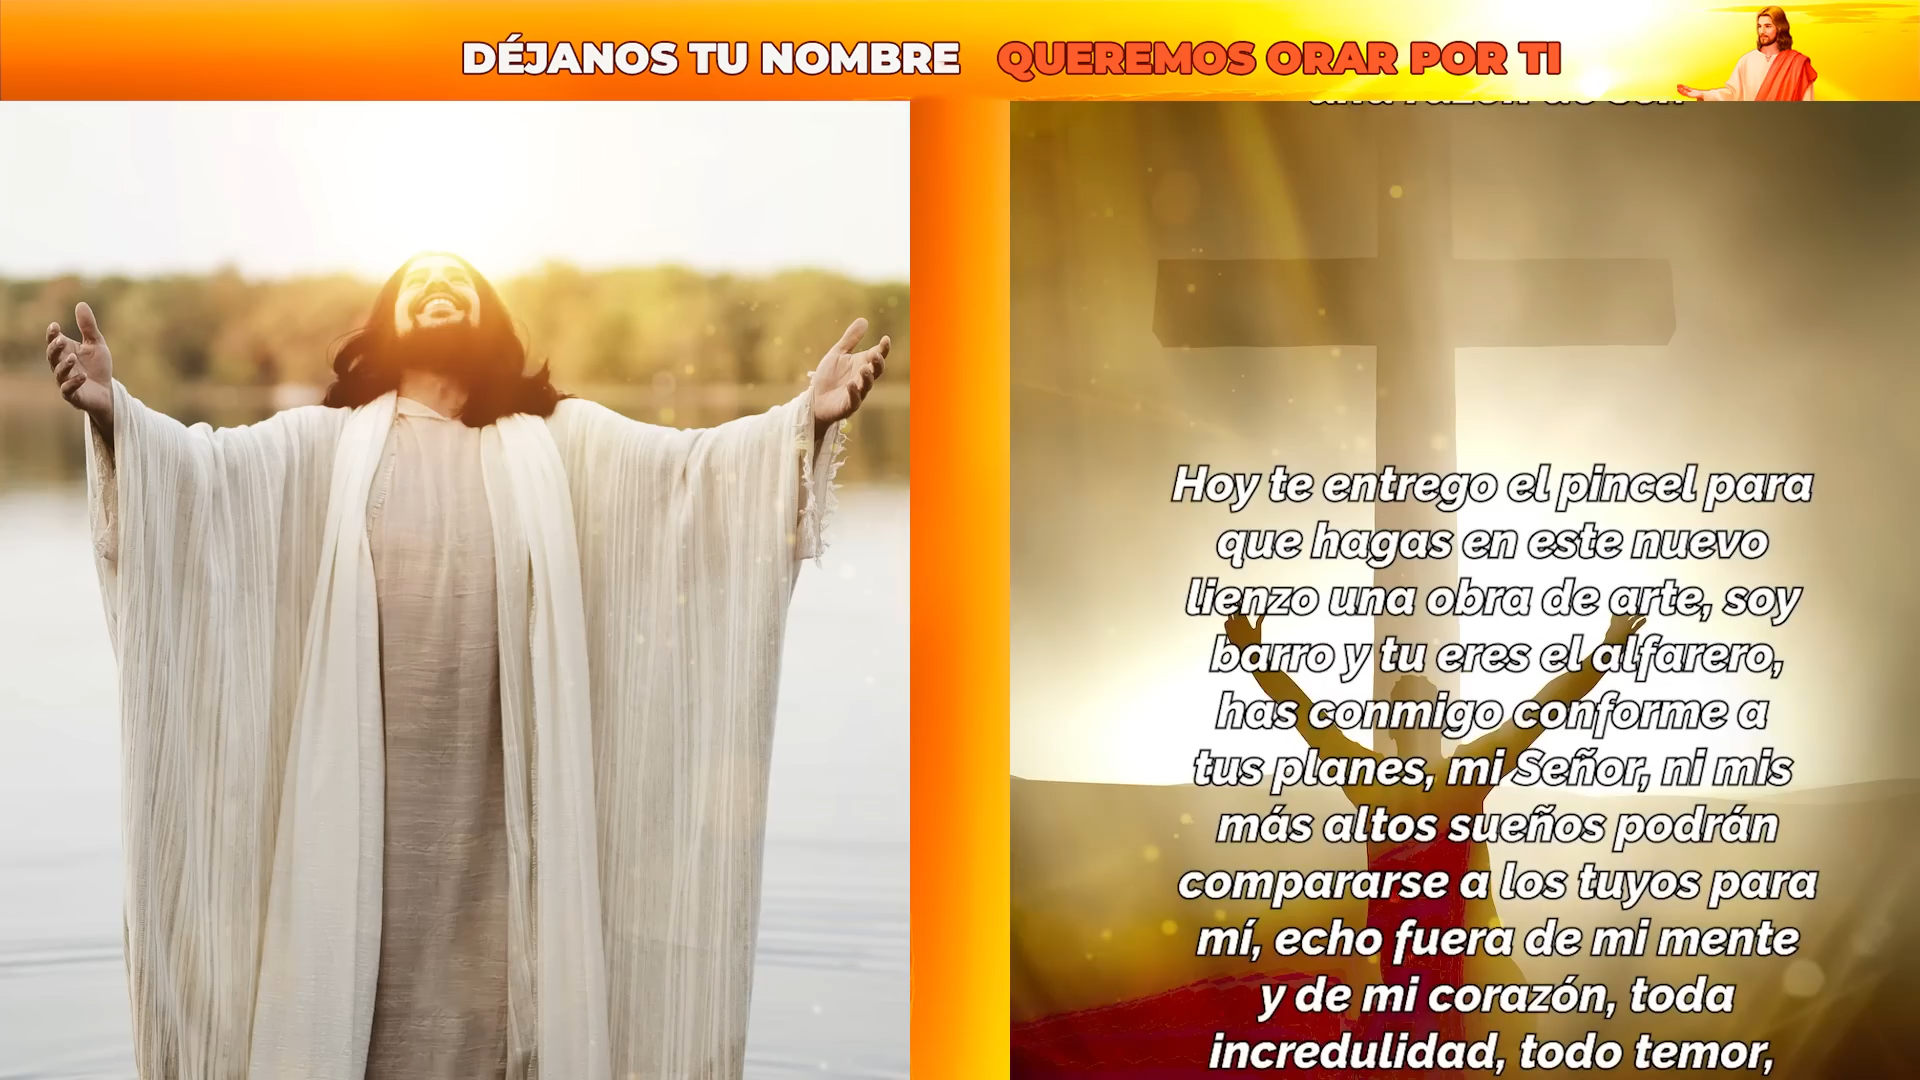 DÉJANOS TU NOMBRE QUEREMOS ORAR POR TI
Hoy te entrego el pincel para
que hagas en este nuevo
lienzo una obra de arte, soy
barro y tu eres el alfarero,
has conmigo conforme a
tus planes, mi Señor, ni mis
más altos sueños podrán
compararse a los tuyos para
mí, echo fuera de mi mente
y de mi corazón, toda
incredulidad, todo temor,